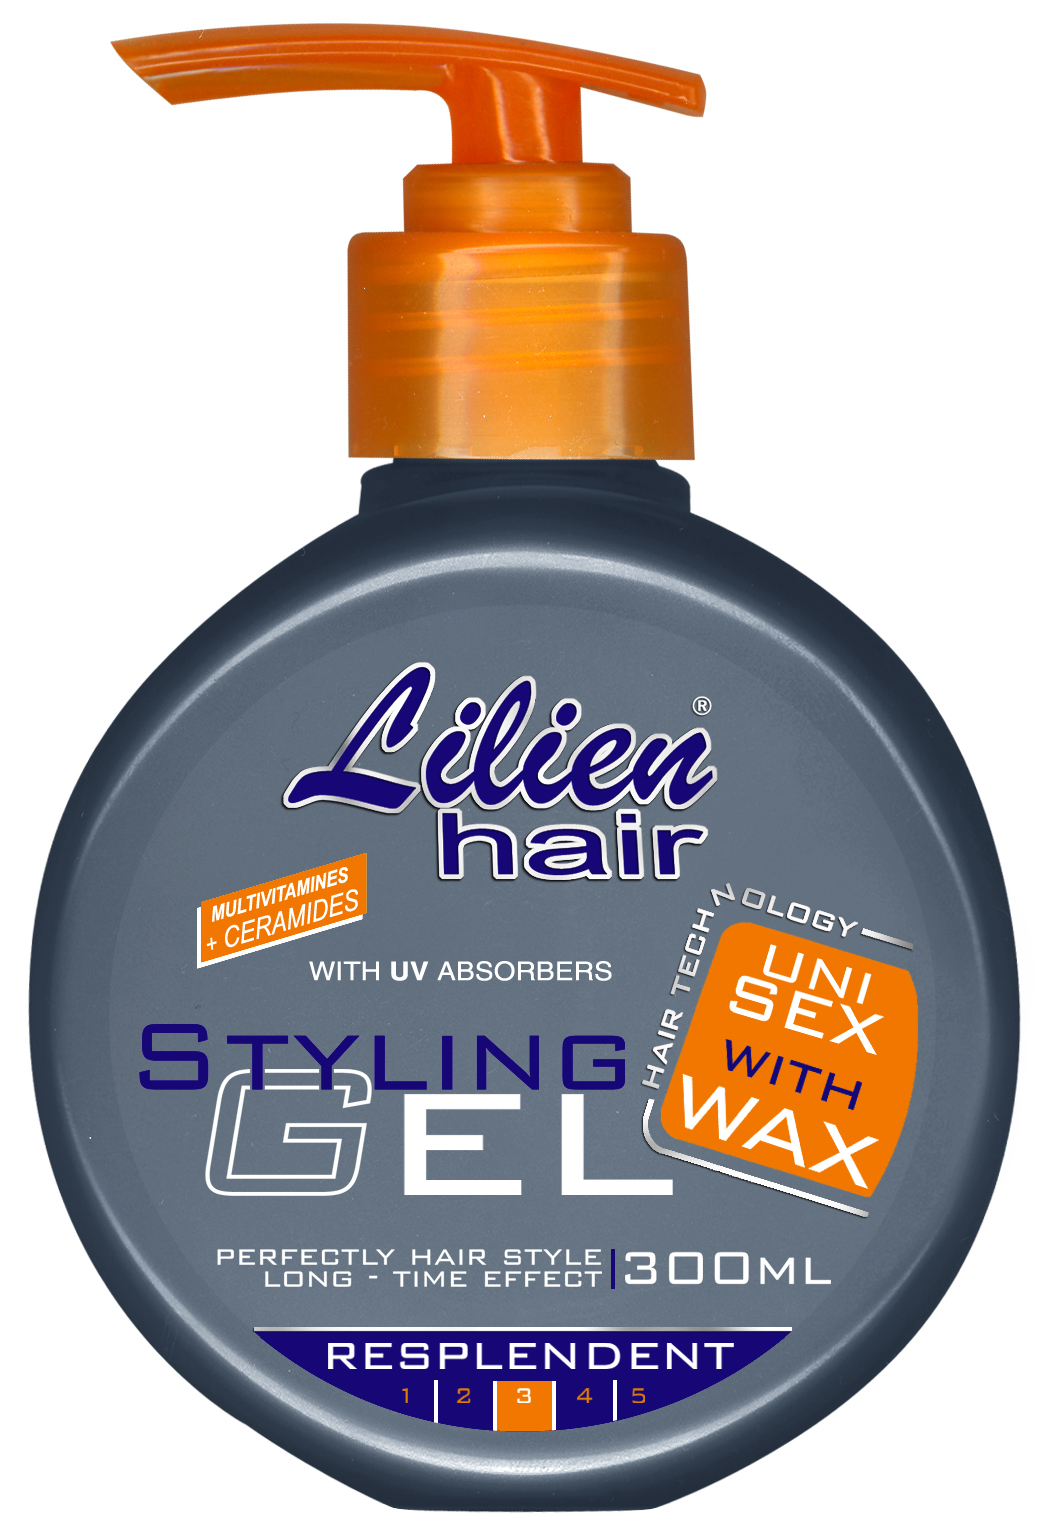 Lilien®
hair
MULTIVITAMINES
+ CERAMIDES
WITH UV ABSORBERS
HAIR TECHNOLOGY
UNI
SEX
WITH
WAX
STYLING
GEL
PERFECTLY HAIR STYLE
LONG - TIME EFFECT
300ML
RESPLENDENT
1 2 3 4 5